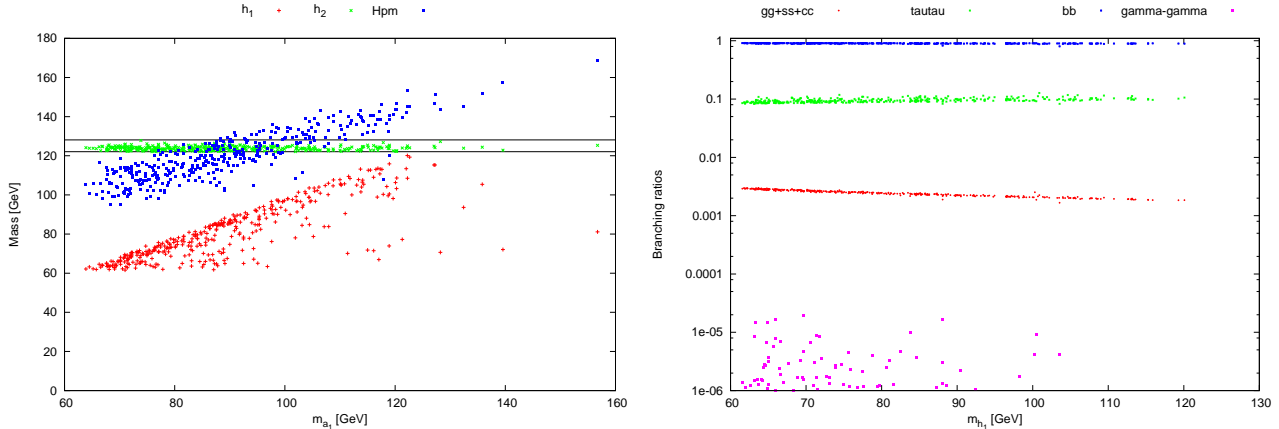 h1 h2 Hpm
Mass [GeV]
180
160
140
120
100
80
60
40
20
0
60 80 100 120 140 160
ma1 [GeV]
gg+ss+cc tautau bb gamma-gamma
Branching ratios
1
0.1
0.01
0.001
0.0001
1e-05
1e-06
60 70 80 90 100 110 120 130
mh1 [GeV]